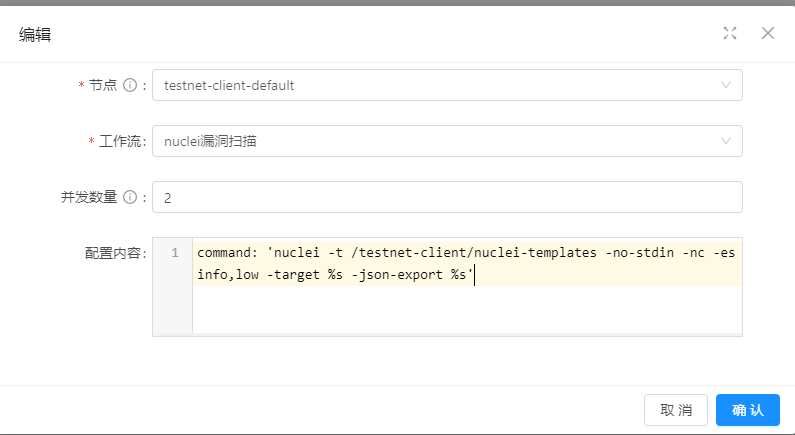 编辑
* 节点 :
testnet-client-default
* 工作流:
nuclei漏洞扫描
并发数量 :
2
配置内容:
1
command: 'nuclei -t /testnet-client/nuclei-templates -no-stdin -nc -es
info,low -target %s -json-export %s'
取 消
确 认